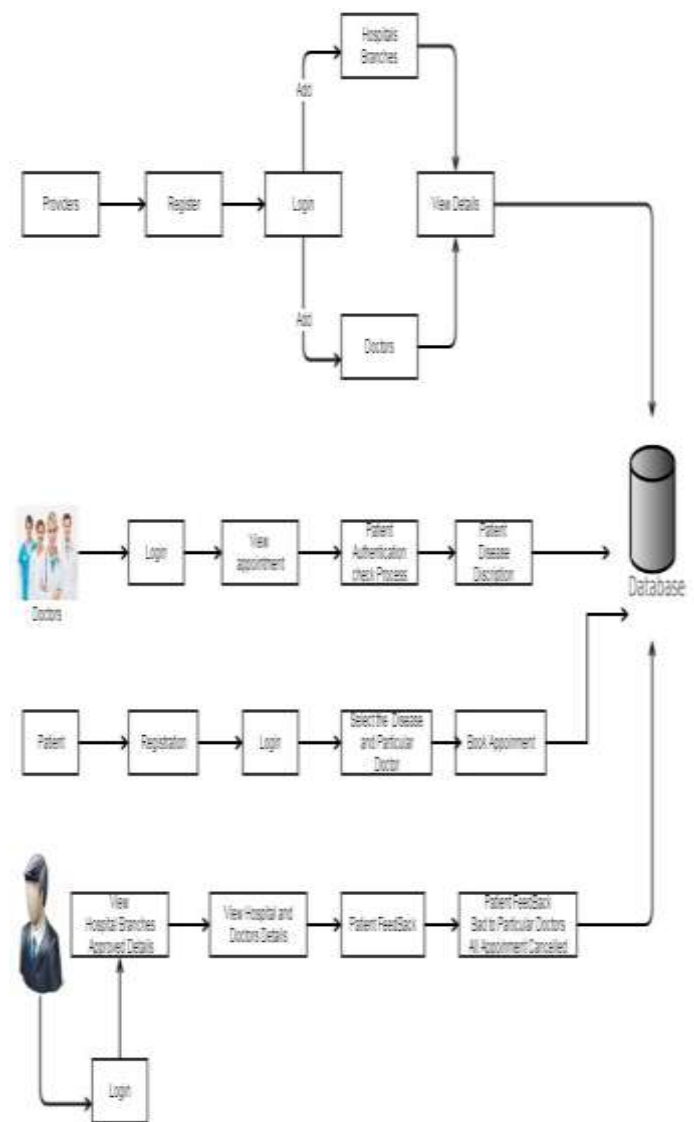 Hospitals
Branches
Add
Providers
Register
Login
View Details
Add
Doctors
Login
View
appointment
Patient
Authentication
check Process
Patient
Disease
Discription
Doctors
Database
Patient
Registration
Login
Select the Disease
and Particular
Doctor
Book Appoinment
View
Hospital Branches
Approved Details
View Hospital and
Doctors Details
Patient FeedBack
Patient FeedBack
Bad to Particular Doctors
All Appoinment Cancelled
Login